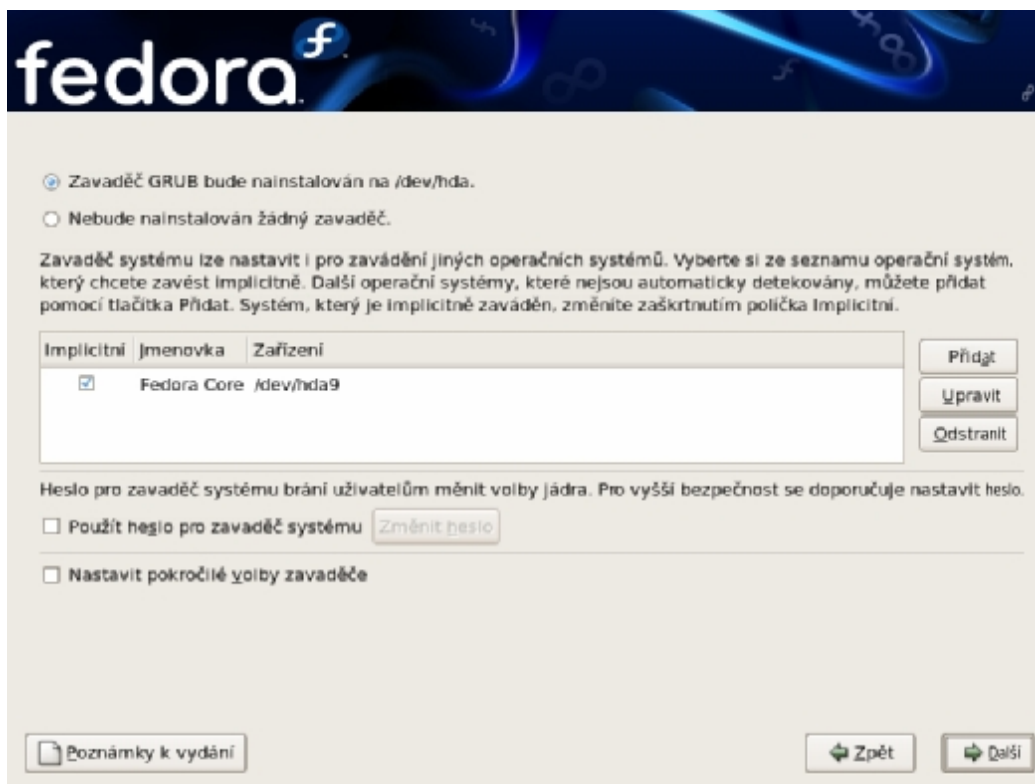 fedora
Zavaděč GRUB bude nainstalován na /dev/hda.
Nebude nainstalován žádný zavaděč.
Zavaděč systému lze nastavit i pro zavádění jiných operačních systémů. Vyberte si ze seznamu operační systém,
který chcete zavést implicitně. Další operační systémy, které nejsou automaticky detekovány, můžete přidat
pomocí tlačítka Přidat. Systém, který je implicitně zaváděn, změníte zaškrtnutím políčka Implicitní.
Implicitní Jmenovka Zařízení
Fedora Core /dev/hda9
Přidat
Upravit
Odstranit
Heslo pro zavaděč systému brání uživatelům měnit volby jádra. Pro vyšší bezpečnost se doporučuje nastavit heslo.
Použít heslo pro zavaděč systému Změnit heslo
Nastavit pokročilé volby zavaděče
Poznámky k vydání Zpět Další